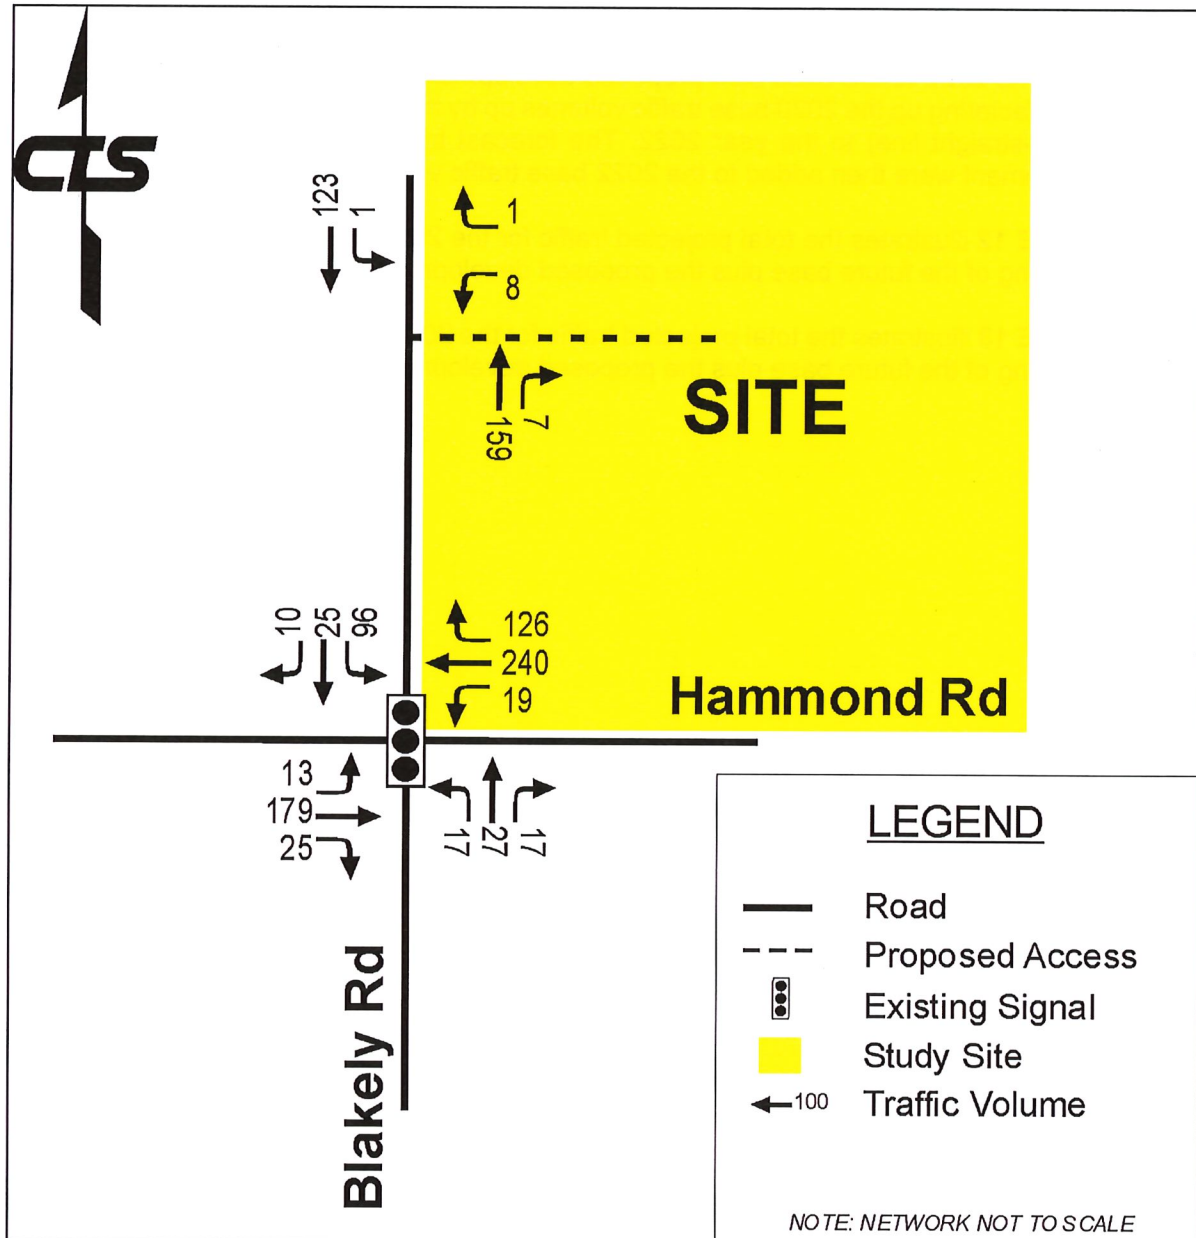 CTS
123
1
1
8
159
7
SITE
10
25
96
126
240
19
Hammond Rd
13
179
25
17
27
17
Blakely Rd
LEGEND
Road
Proposed Access
Existing Signal
Study Site
100 Traffic Volume
NOTE: NETWORK NOT TO SCALE